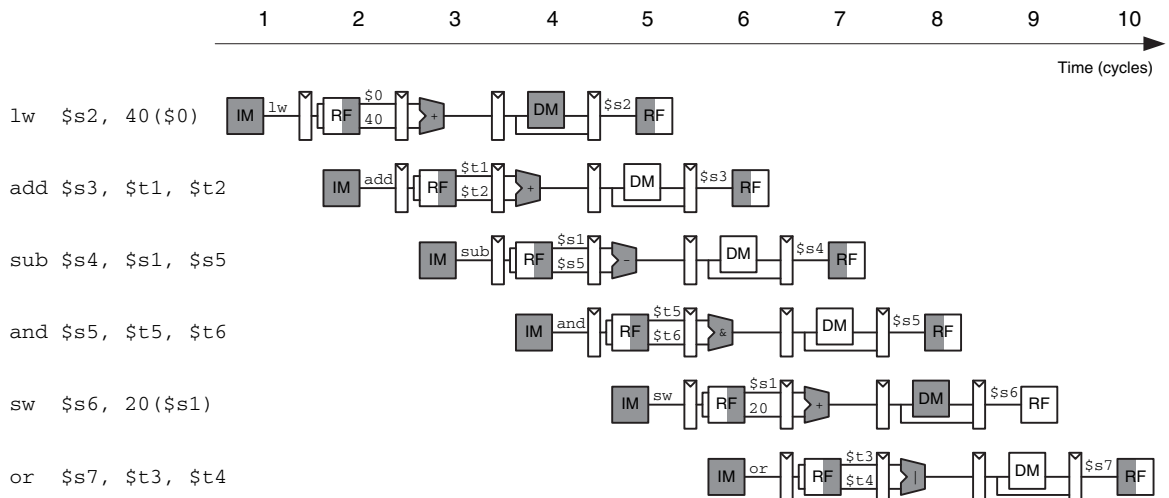 1 2 3 4 5 6 7 8 9 10
Time (cycles)
lw $s2, 40($0) IM lw RF $0 40 + DM $s2 RF
add $s3, $t1, $t2 IM add RF $t1 $t2 + DM $s3 RF
sub $s4, $s1, $s5 IM sub RF $s1 $s5 - DM $s4 RF
and $s5, $t5, $t6 IM and RF $t5 $t6 & DM $s5 RF
sw $s6, 20($s1) IM sw RF $s1 20 + DM $s6 RF
or $s7, $t3, $t4 IM or RF $t3 $t4 | DM $s7 RF